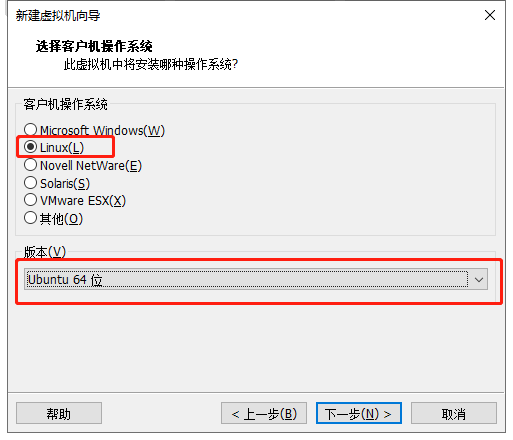 新建虚拟机向导
选择客户机操作系统
此虚拟机中将安装哪种操作系统?
客户机操作系统
Microsoft Windows(W)
Linux(L)
Novell NetWare(E)
Solaris(S)
VMware ESX(X)
其他(O)
版本(V)
Ubuntu 64 位
帮助
< 上一步(B)
下一步(N) >
取消